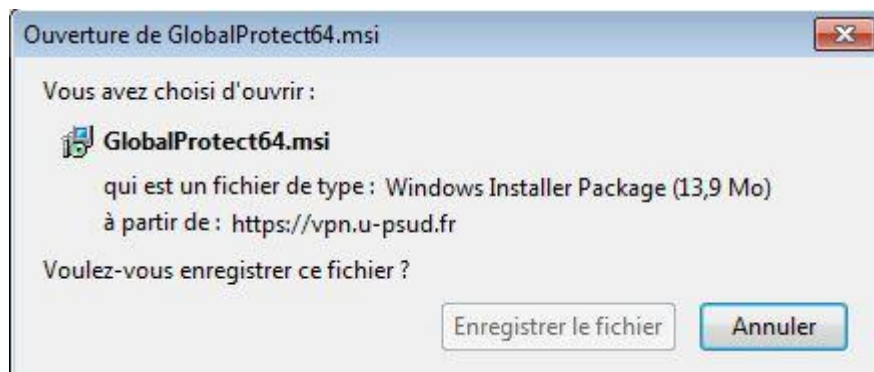 Ouverture de GlobalProtect64.msi
Vous avez choisi d'ouvrir :
GlobalProtect64.msi
qui est un fichier de type : Windows Installer Package (13,9 Mo)
à partir de : https://vpn.u-psud.fr
Voulez-vous enregistrer ce fichier ?
Enregistrer le fichier Annuler